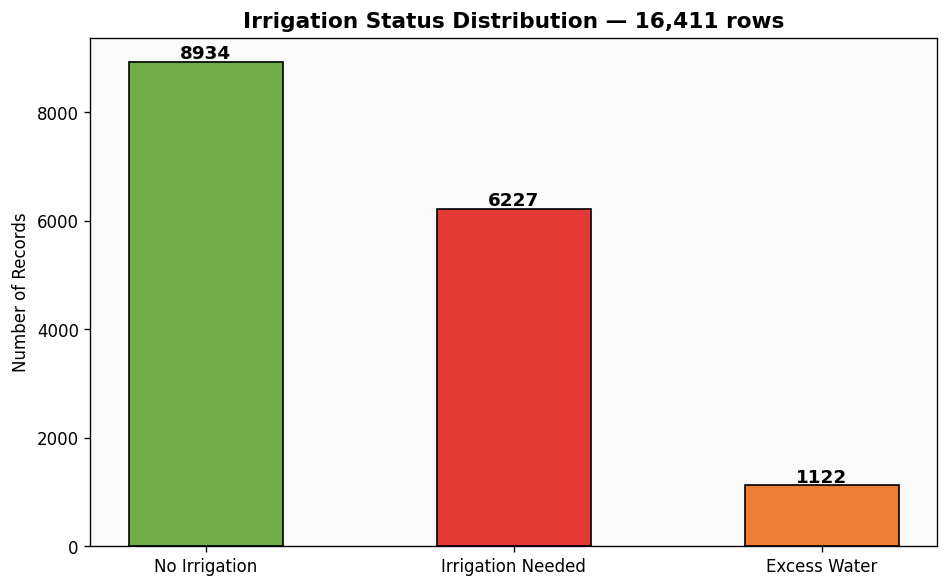 Irrigation Status Distribution — 16,411 rows
8934
6227
1122
Number of Records
8000
6000
4000
2000
0
No Irrigation
Irrigation Needed
Excess Water